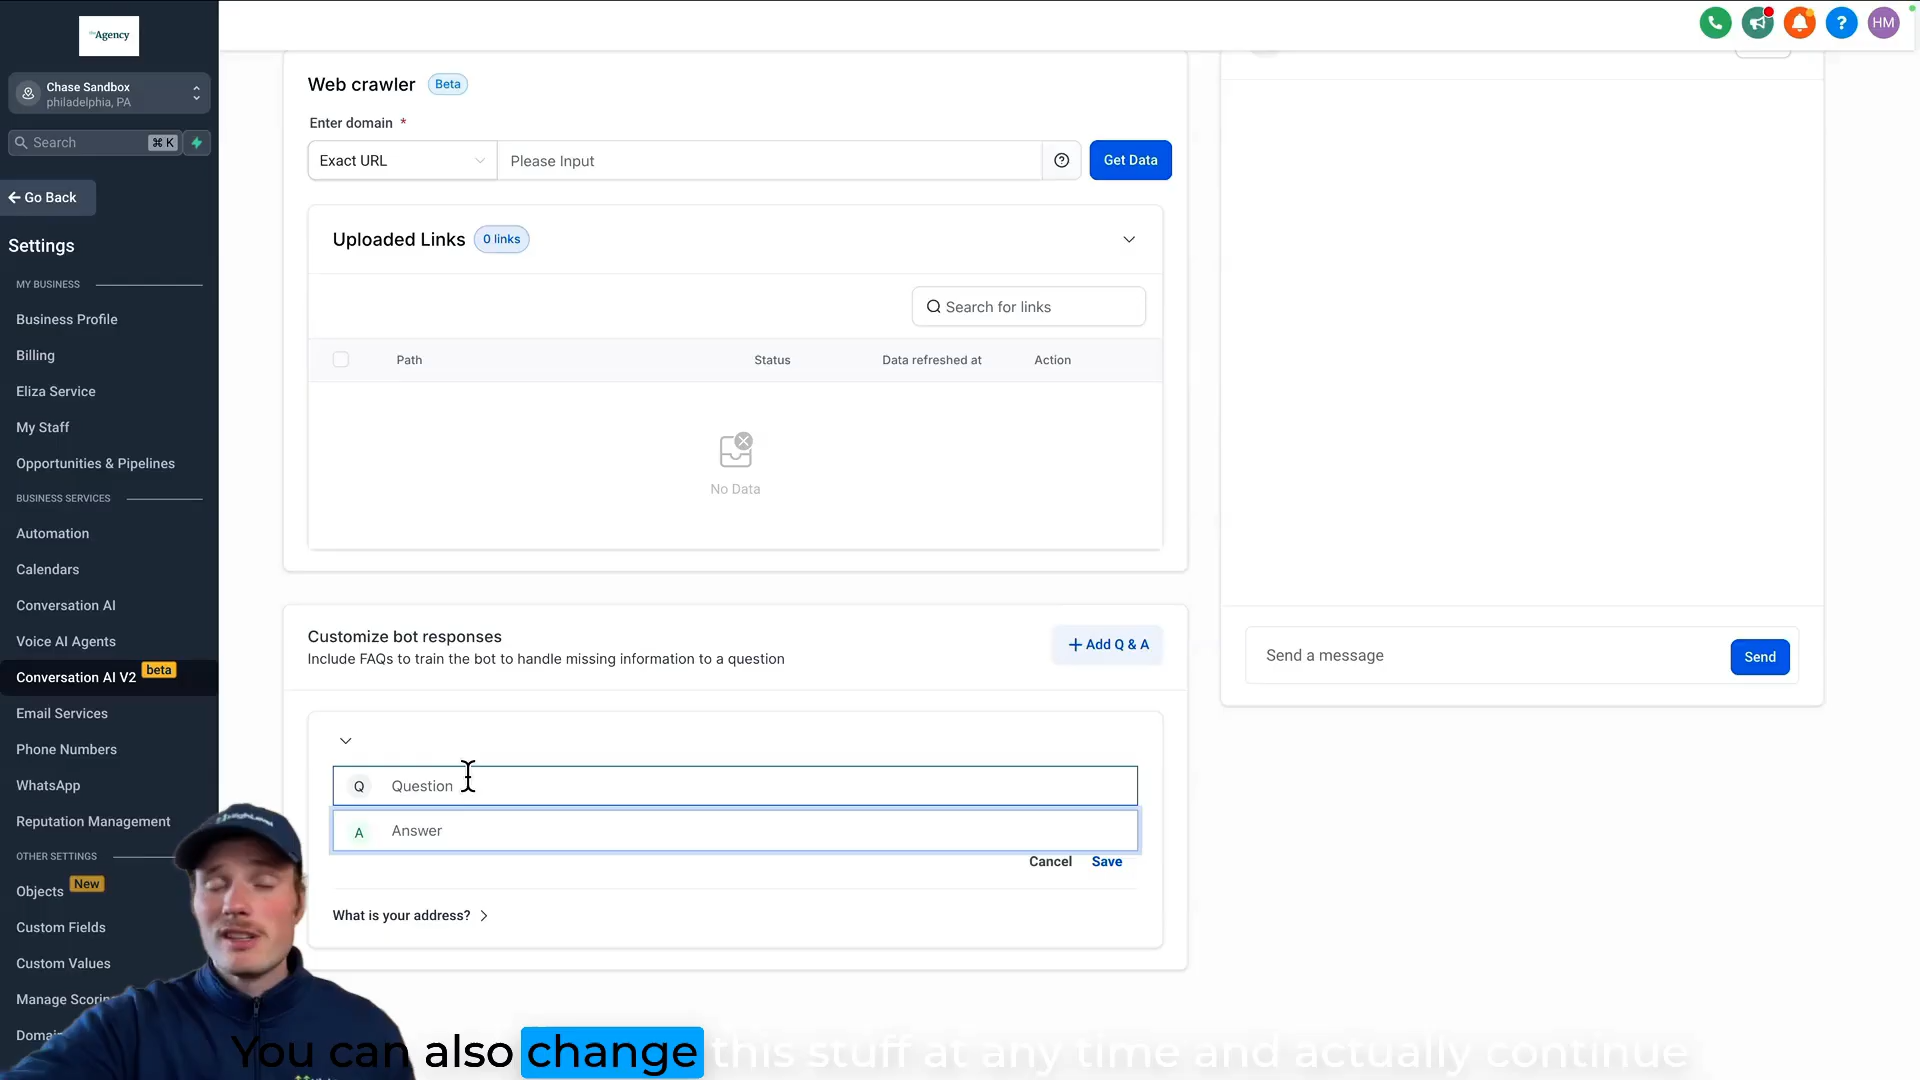 theAgency
Chase Sandbox
philadelphia, PA
Search
⌘ K
Go Back
Settings
MY BUSINESS
Business Profile
Billing
Eliza Service
My Staff
Opportunities & Pipelines
BUSINESS SERVICES
Automation
Calendars
Conversation AI
Voice AI Agents
Conversation AI V2 beta
Email Services
Phone Numbers
WhatsApp
Reputation Management
OTHER SETTINGS
Objects New
Custom Fields
Custom Values
Manage Scorin
Domai
HM
Web crawler Beta
Enter domain *
Exact URL
Please Input
Get Data
Uploaded Links 0 links
Search for links
Path Status Data refreshed at Action
No Data
Customize bot responses
Include FAQs to train the bot to handle missing information to a question
+ Add Q & A
Q Question
A Answer
Cancel Save
What is your address?
Send a message
Send
HighLevel
You can also change this stuff at any time and actually continue